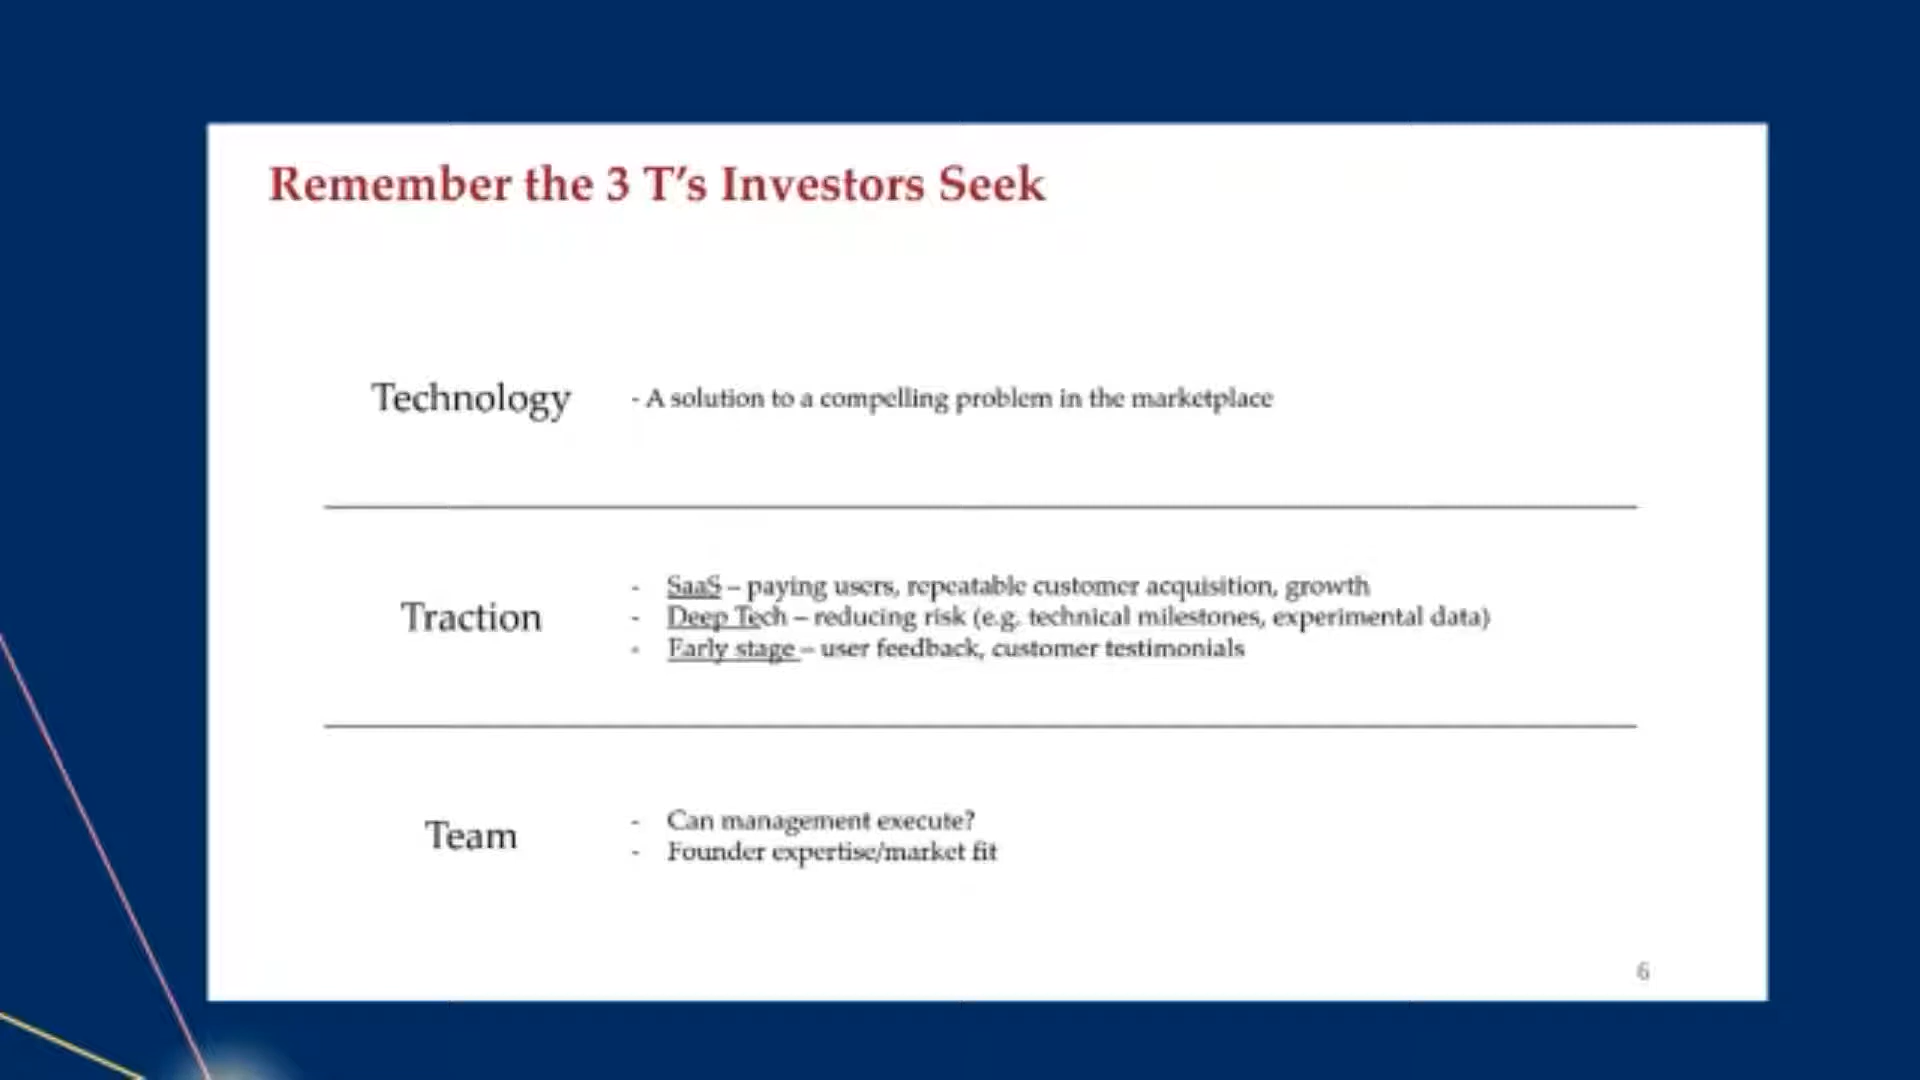 Remember the 3 T's Investors Seek
Technology
- A solution to a compelling problem in the marketplace
Traction
- SaaS – paying users, repeatable customer acquisition, growth
- Deep Tech – reducing risk (e.g. technical milestones, experimental data)
- Early stage – user feedback, customer testimonials
Team
- Can management execute?
- Founder expertise/market fit
6